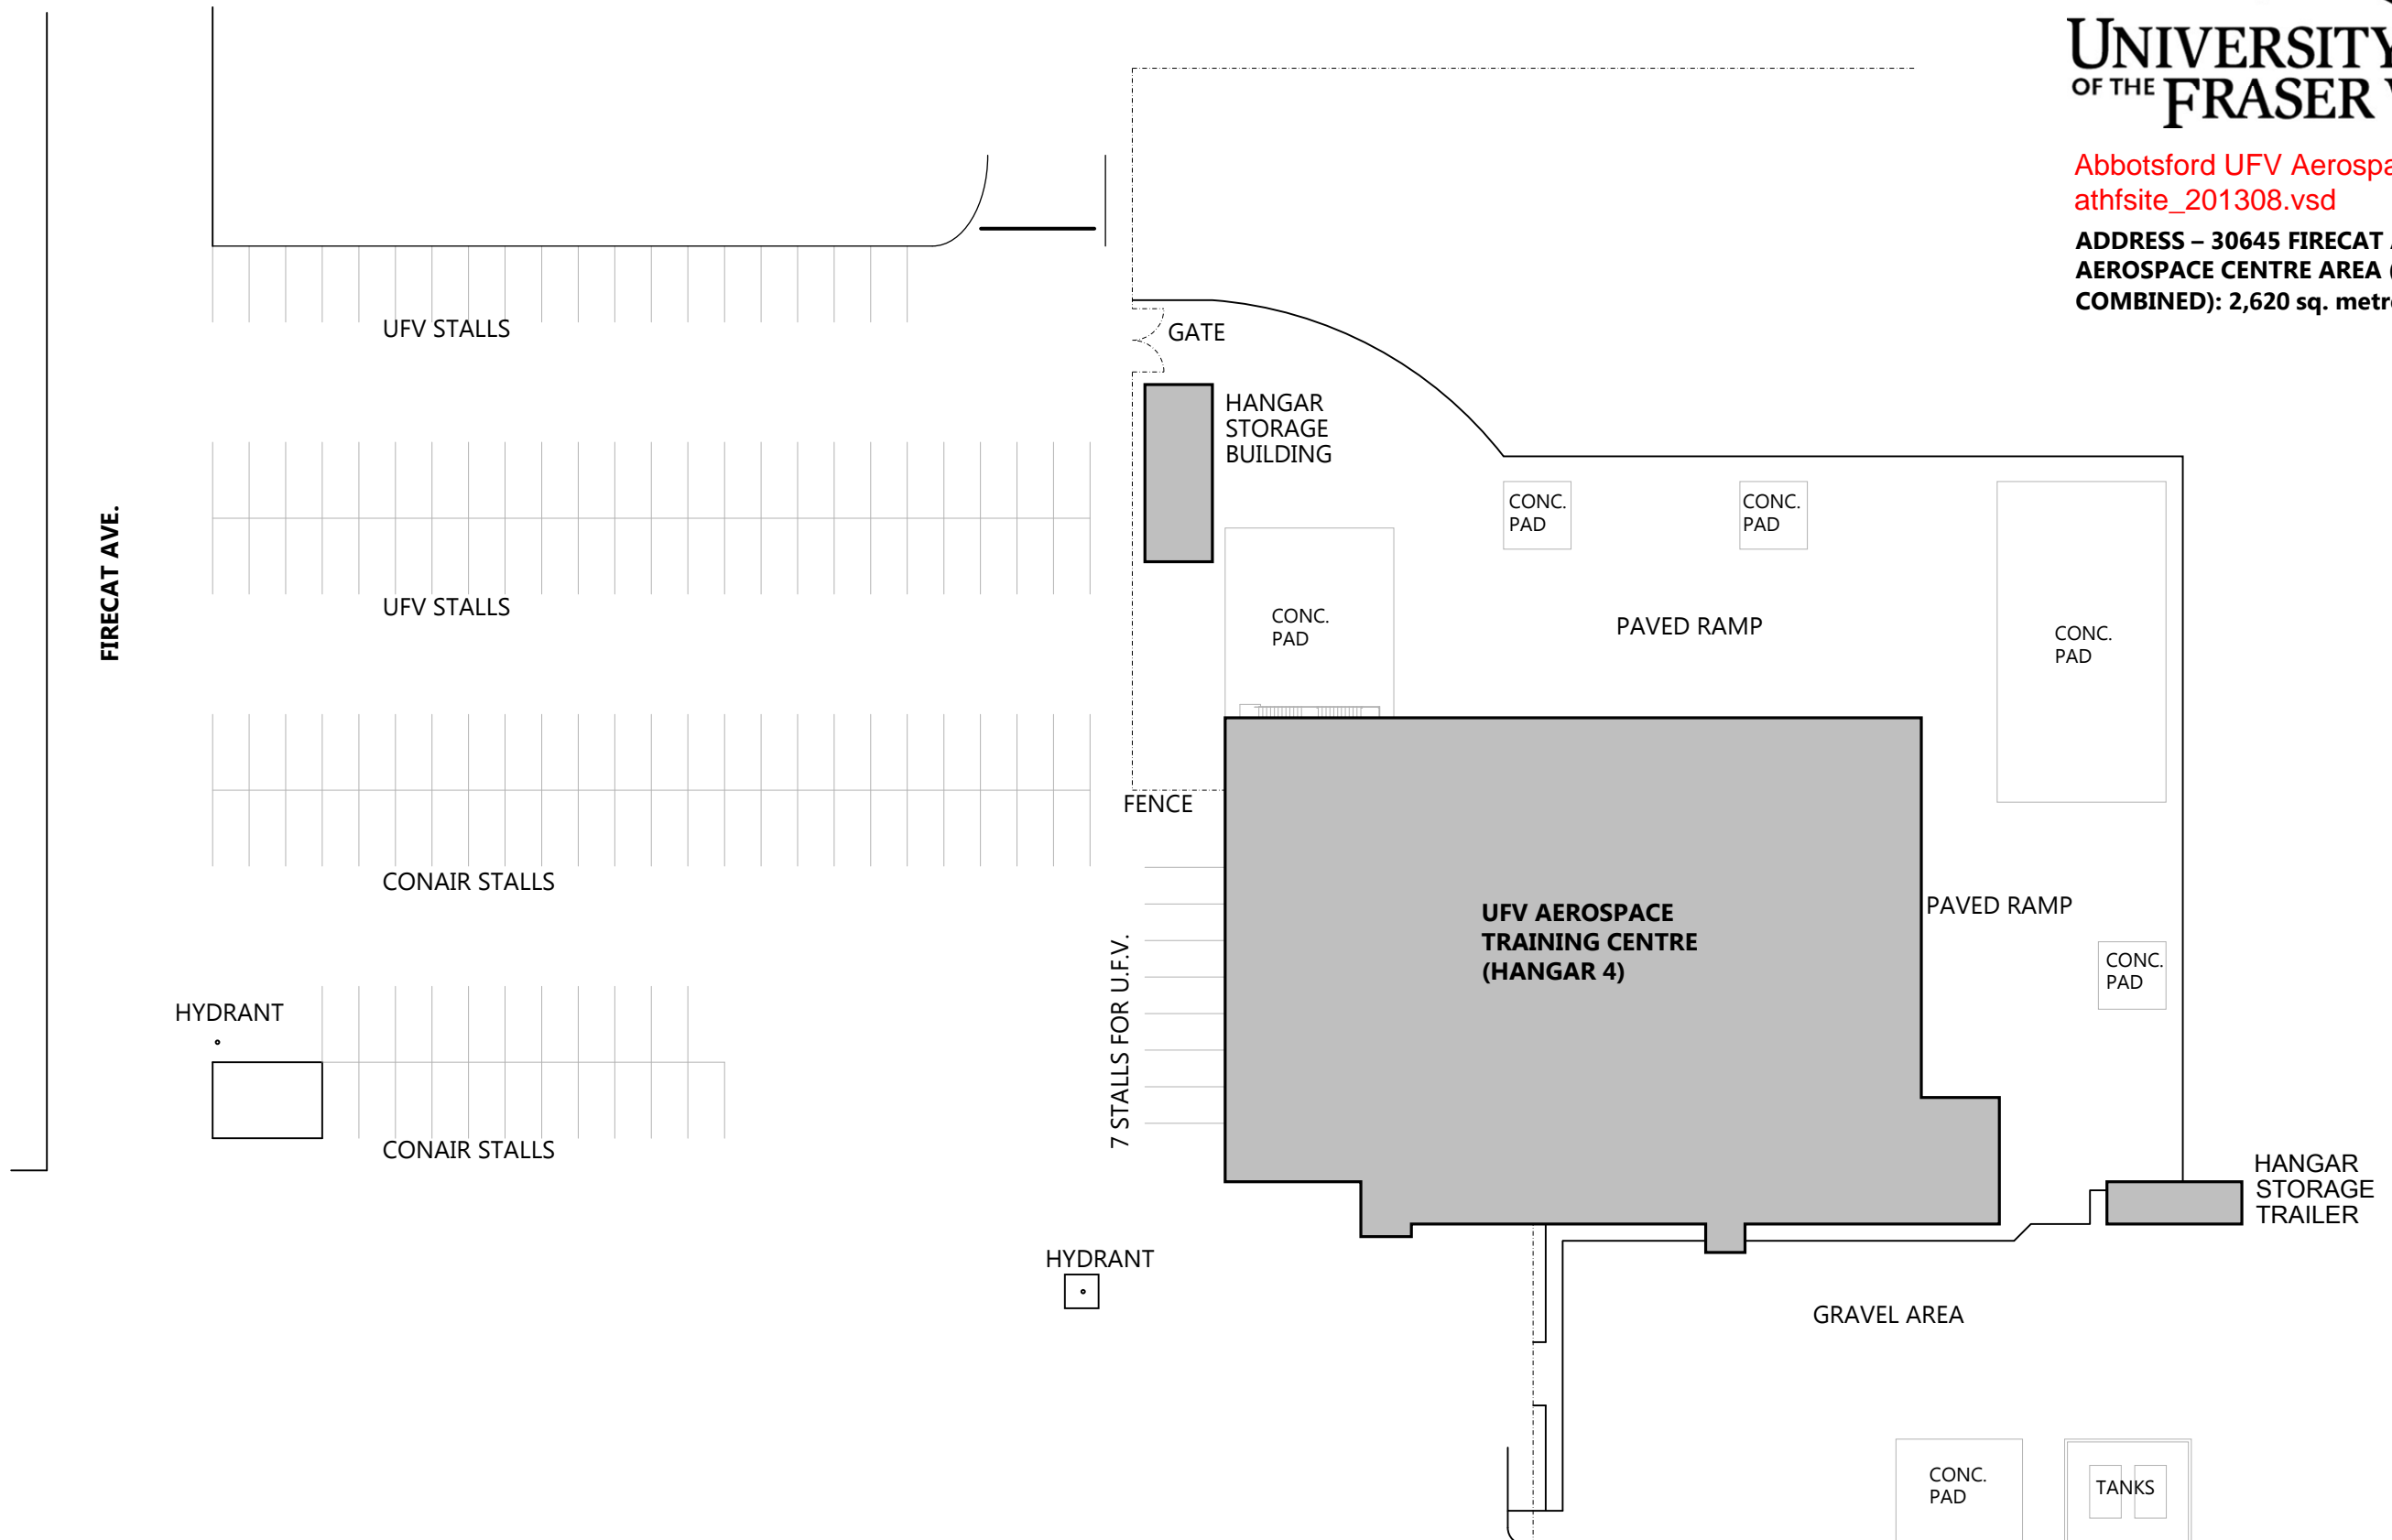 UNIVERSITY
OF THE FRASER
Abbotsford UFV
athfsite_201308.vsd
ADDRESS – 30645 FIRECAT
AEROSPACE CENTRE AREA
COMBINED): 2,620 sq.
UFV STALLS
GATE
HANGAR
STORAGE
BUILDING
FIRECAT AVE.
CONC.
PAD
CONC.
PAD
UFV STALLS
CONC.
PAD
PAVED RAMP
CONC.
PAD
FENCE
CONAIR STALLS
7 STALLS FOR U.F.V.
UFV AEROSPACE
TRAINING CENTRE
(HANGAR 4)
PAVED RAMP
CONC.
PAD
HYDRANT
CONAIR STALLS
HANGAR
STORAGE
TRAILER
HYDRANT
GRAVEL AREA
CONC.
PAD
TANKS